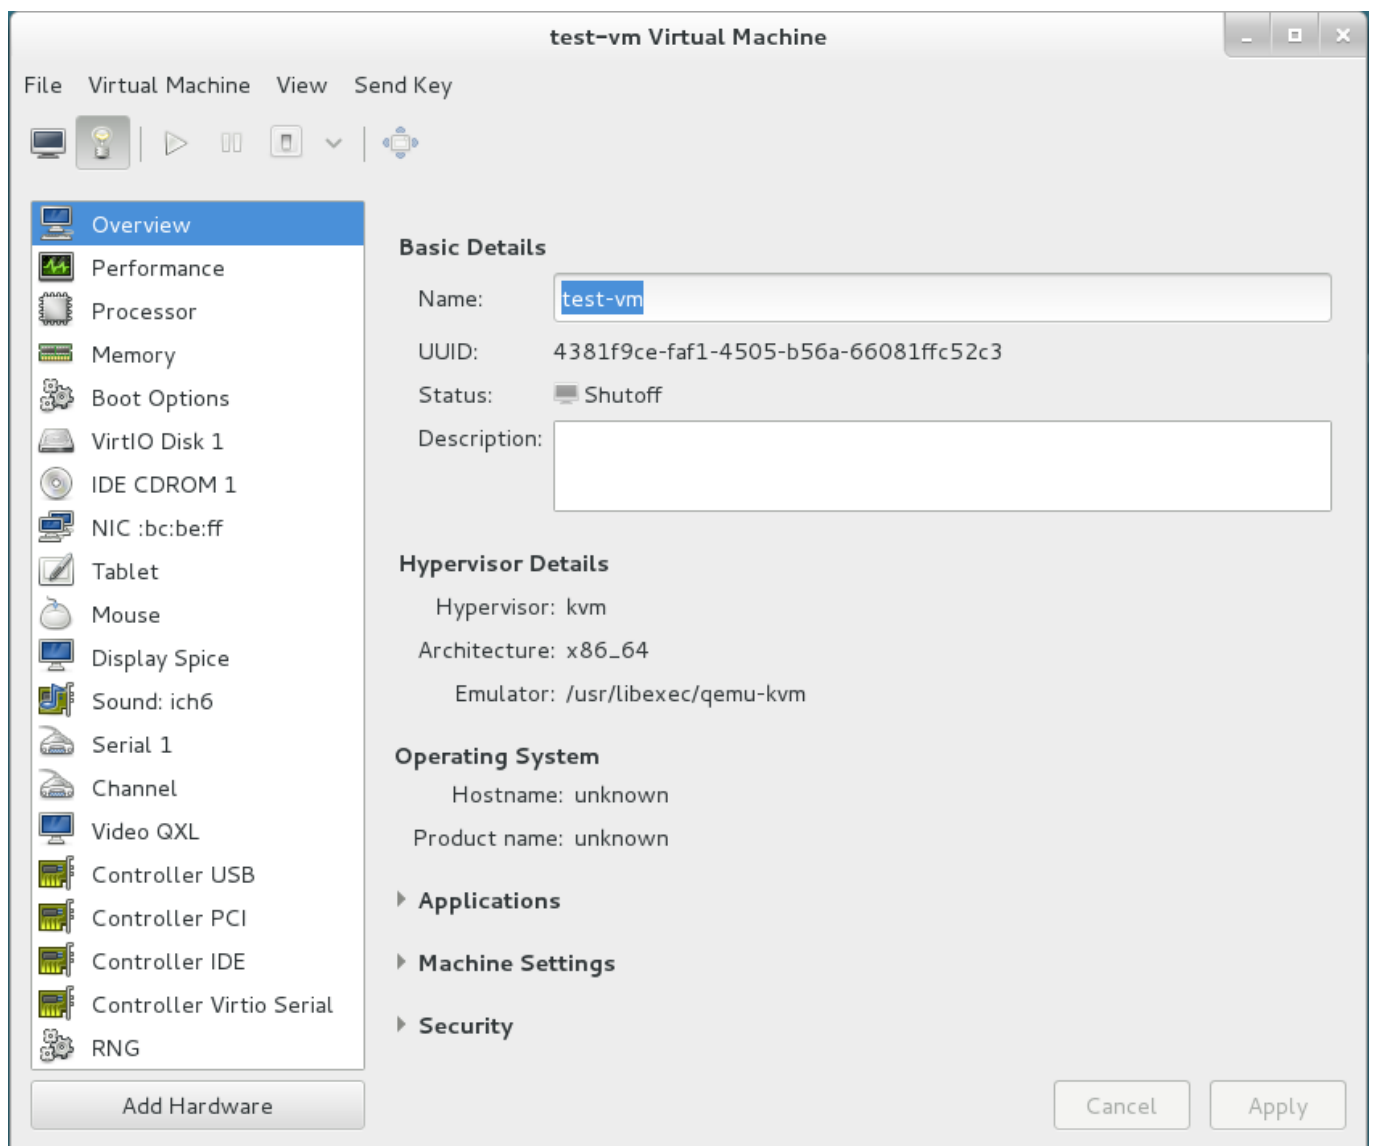 test-vm Virtual Machine
File Virtual Machine View Send Key
Overview
Performance
Processor
Memory
Boot Options
VirtIO Disk 1
IDE CDROM 1
NIC :bc:be:ff
Tablet
Mouse
Display Spice
Sound: ich6
Serial 1
Channel
Video QXL
Controller USB
Controller PCI
Controller IDE
Controller Virtio Serial
RNG
Add Hardware
Basic Details
Name: test-vm
UUID: 4381f9ce-faf1-4505-b56a-66081ffc52c3
Status: Shutoff
Description:
Hypervisor Details
Hypervisor: kvm
Architecture: x86_64
Emulator: /usr/libexec/qemu-kvm
Operating System
Hostname: unknown
Product name: unknown
Applications
Machine Settings
Security
Cancel Apply